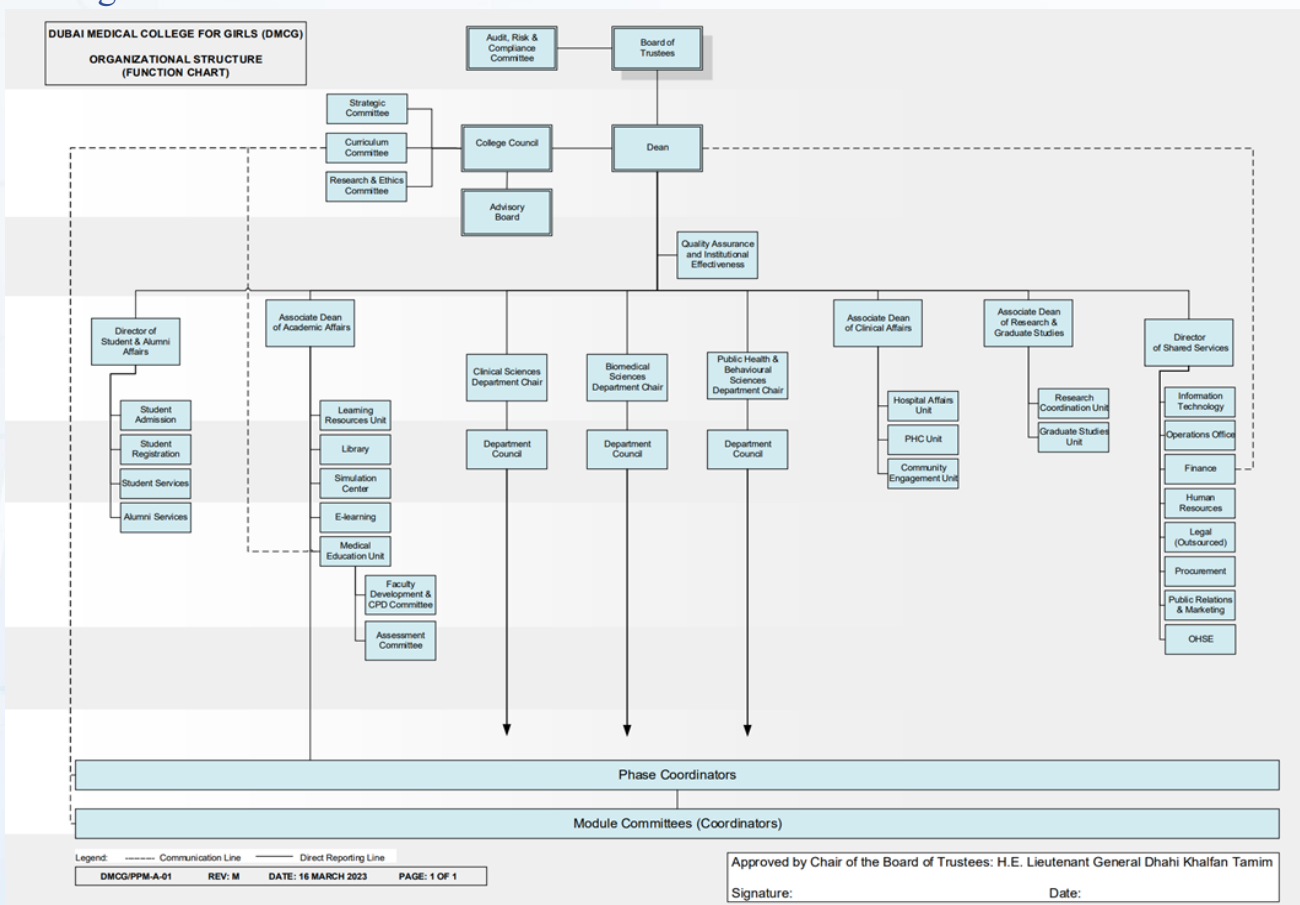 DUBAI MEDICAL COLLEGE FOR GIRLS (DMCG)
ORGANIZATIONAL STRUCTURE
(FUNCTION CHART)
Audit, Risk &
Compliance
Committee
Board of
Trustees
Strategic
Committee
Curriculum
Committee
Research & Ethics
Committee
College Council
Dean
Advisory
Board
Quality Assurance
and Institutional
Effectiveness
Director of
Student & Alumni
Affairs
Associate Dean
of Academic Affairs
Clinical Sciences
Department Chair
Biomedical
Sciences
Department Chair
Public Health &
Behavioural
Sciences
Department Chair
Associate Dean
of Clinical Affairs
Associate Dean
of Research &
Graduate Studies
Director
of Shared Services
Student
Admission
Student
Registration
Student Services
Alumni Services
Learning
Resources Unit
Library
Simulation
Center
E-learning
Medical
Education Unit
Faculty
Development &
CPD Committee
Assessment
Committee
Department
Council
Department
Council
Department
Council
Hospital Affairs
Unit
PHC Unit
Community
Engagement Unit
Research
Coordination Unit
Graduate Studies
Unit
Information
Technology
Operations Office
Finance
Human
Resources
Legal
(Outsourced)
Procurement
Public Relations
& Marketing
OHSE
Phase Coordinators
Module Committees (Coordinators)
Legend: Communication Line Direct Reporting Line
DMCG/PPM-A-01 REV: M DATE: 16 MARCH 2023 PAGE: 1 OF 1
Approved by Chair of the Board of Trustees: H.E. Lieutenant General Dhahi Khalfan Tamim
Signature: Date: